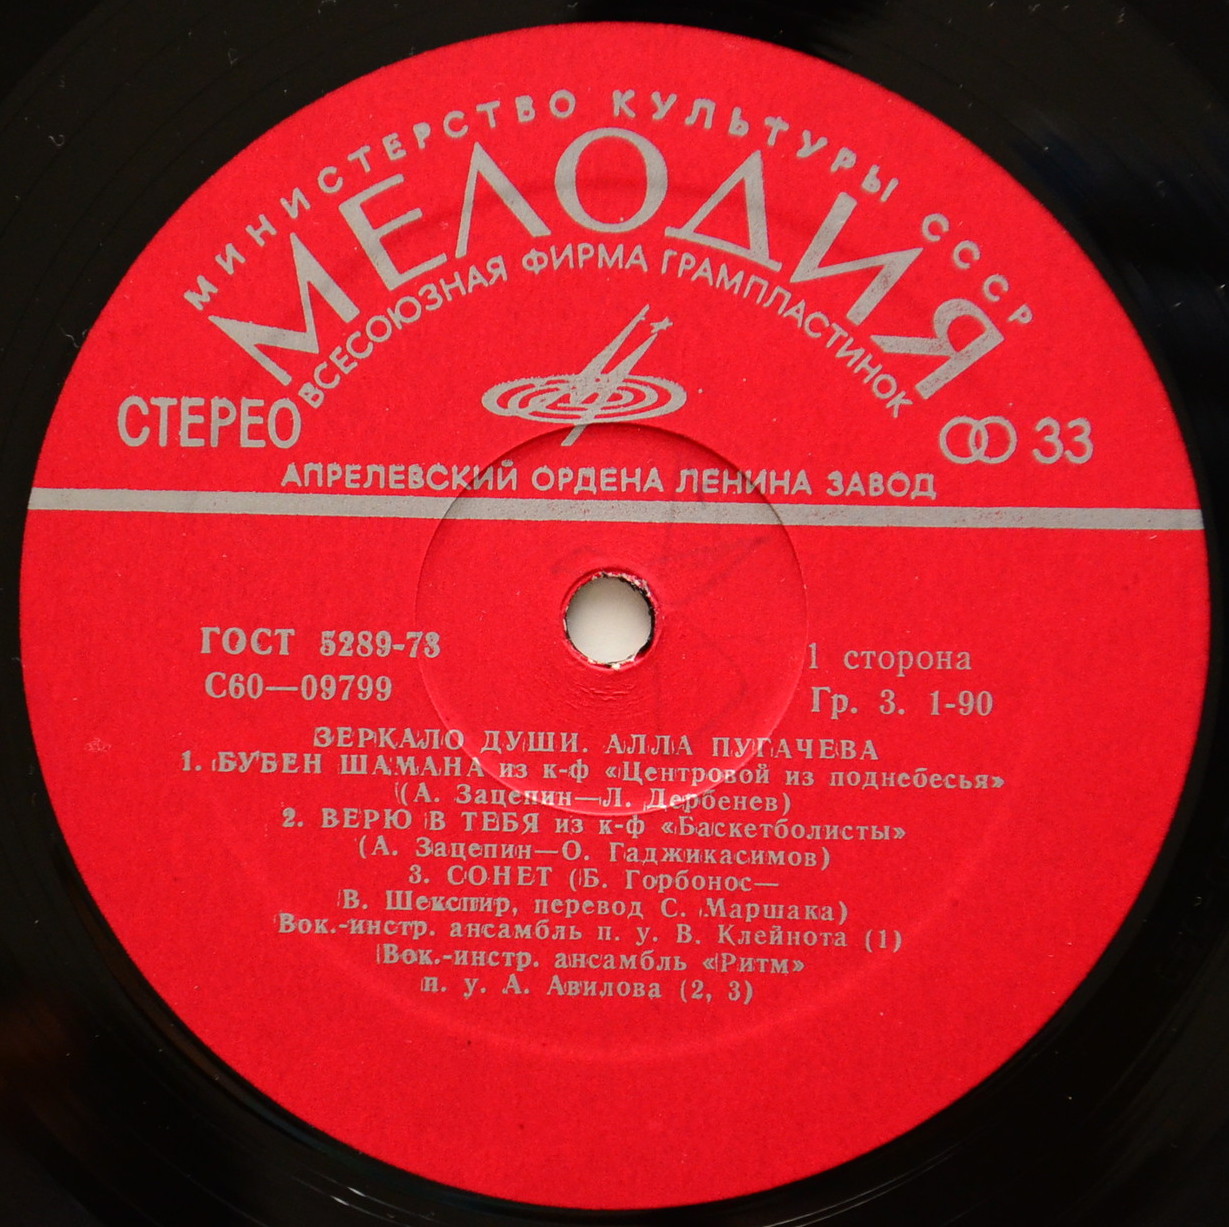 МИНИСТЕРСТВО КУЛЬТУРЫ СССР
МЕЛОДИЯ
ВСЕСОЮЗНАЯ ФИРМА ГРАМПЛАСТИНОК
СТЕРЕО
33
АПРЕЛЕВСКИЙ ОРДЕНА ЛЕНИНА ЗАВОД
ГОСТ 5289-73
С60—09799
1 сторона
Гр. 3. 1-90
ЗЕРКАЛО ДУШИ. АЛЛА ПУГАЧЕВА
1. БУБЕН ШАМАНА из к-ф «Центровой из поднебесья»
(А. Зацепин—Л. Дербенев)
2. ВЕРЮ В ТЕБЯ из к-ф «Баскетболисты»
(А. Зацепин—О. Гаджикасимов)
3. СОНЕТ (Б. Горбонос—
В. Шекспир, перевод С. Маршака)
Вок.-инстр. ансамбль п. у. В. Клейнота (1)
Вок.-инстр. ансамбль «Ритм»
п. у. А. Авилова (2, 3)